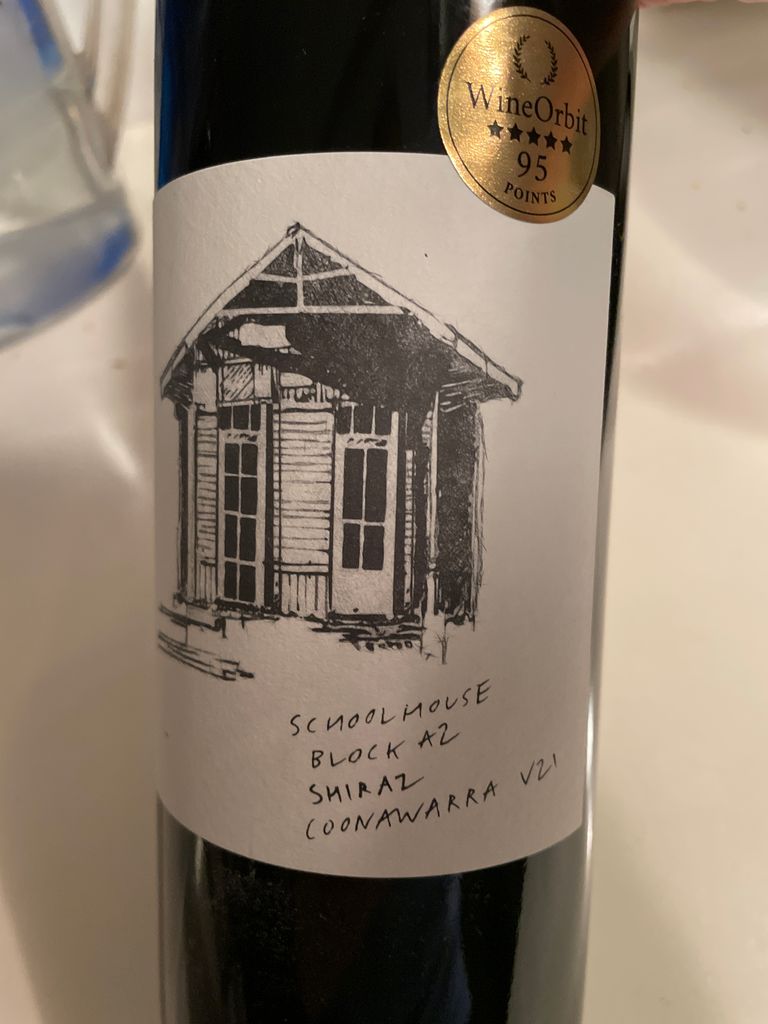 WineOrbit
★★★★★
95
POINTS
SCHOOLHOUSE
BLOCK A2
SHIRAZ
COONAWARRA V21